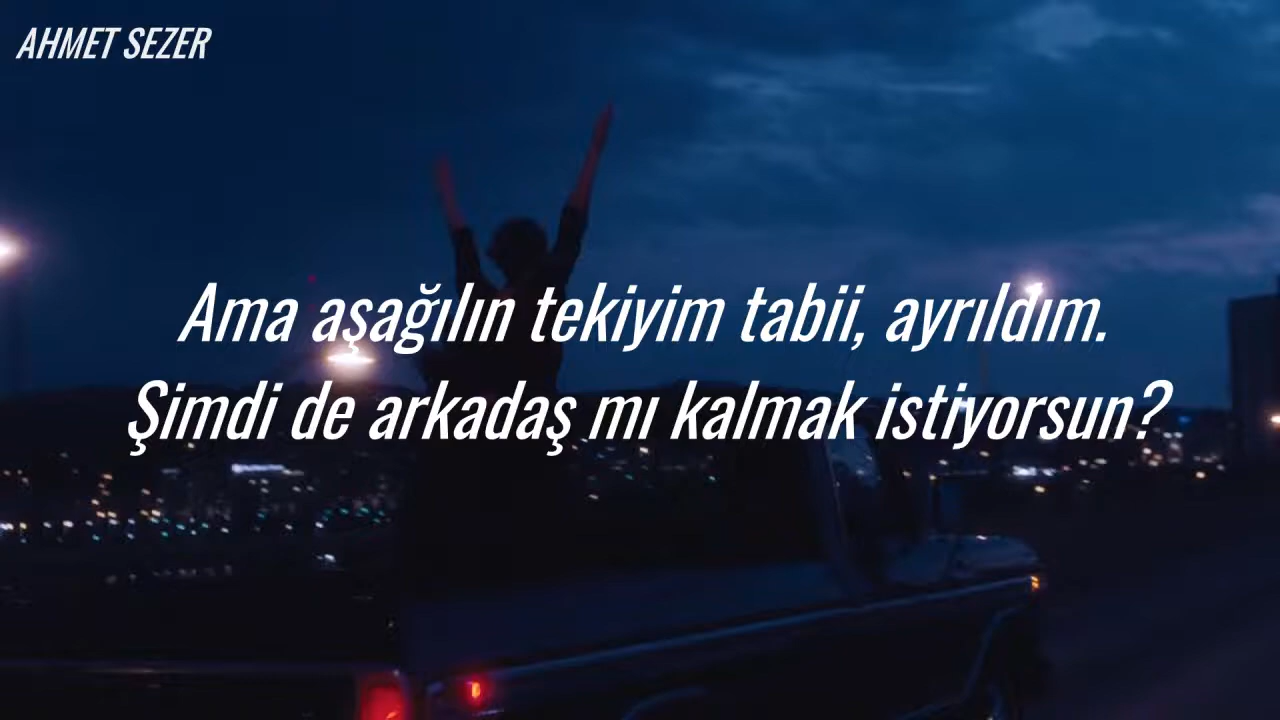 AHMET SEZER
Ama aşağılın tekiyim tabii, ayrıldım.
Şimdi de arkadaş mı kalmak istiyorsun?